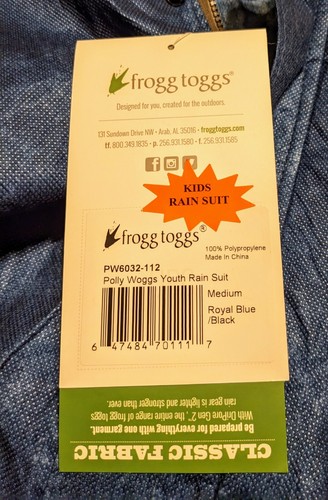 frogg toggs®
Designed for you, created for the outdoors.
131 Sundown Drive NW • Arab, AL 35016 • froggtoggs.com
tf. 800.349.1835 • p. 256.931.1580 • f. 256.931.1585
KIDS
RAIN SUIT
frogg toggs®
100% Polypropylene
Made In China
PW6032-112
Polly Woggs Youth Rain Suit
Medium
Royal Blue
/Black
6 47484 70111 7
CLASSIC FABRIC
Be prepared for everything with one garment.
With DriPore Gen 2™, the entire range of frogg toggs
rain gear is lighter and stronger than ever.